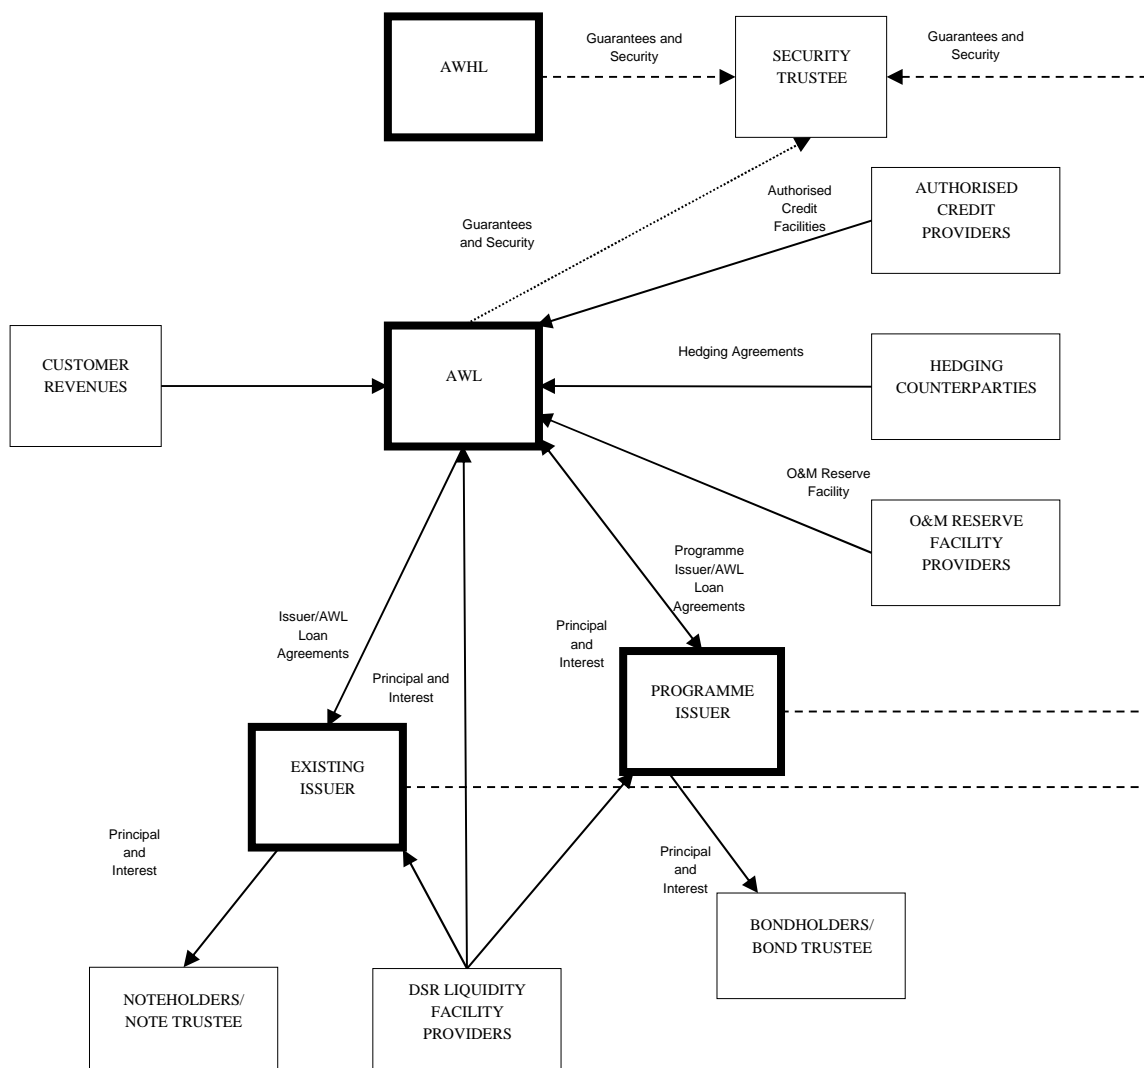 Guarantees and
Security
AWHL
SECURITY
TRUSTEE
Guarantees and
Security
Authorised
Credit
Facilities
AUTHORISED
CREDIT
PROVIDERS
Guarantees
and Security
CUSTOMER
REVENUES
AWL
Hedging Agreements
HEDGING
COUNTERPARTIES
O&M Reserve
Facility
O&M RESERVE
FACILITY
PROVIDERS
Programme
Issuer/AWL
Loan
Agreements
Issuer/AWL
Loan
Agreements
Principal
and
Interest
Principal and
Interest
PROGRAMME
ISSUER
EXISTING
ISSUER
Principal
and
Interest
Principal
and
Interest
BONDHOLDERS/
BOND TRUSTEE
NOTEHOLDERS/
NOTE TRUSTEE
DSR LIQUIDITY
FACILITY
PROVIDERS